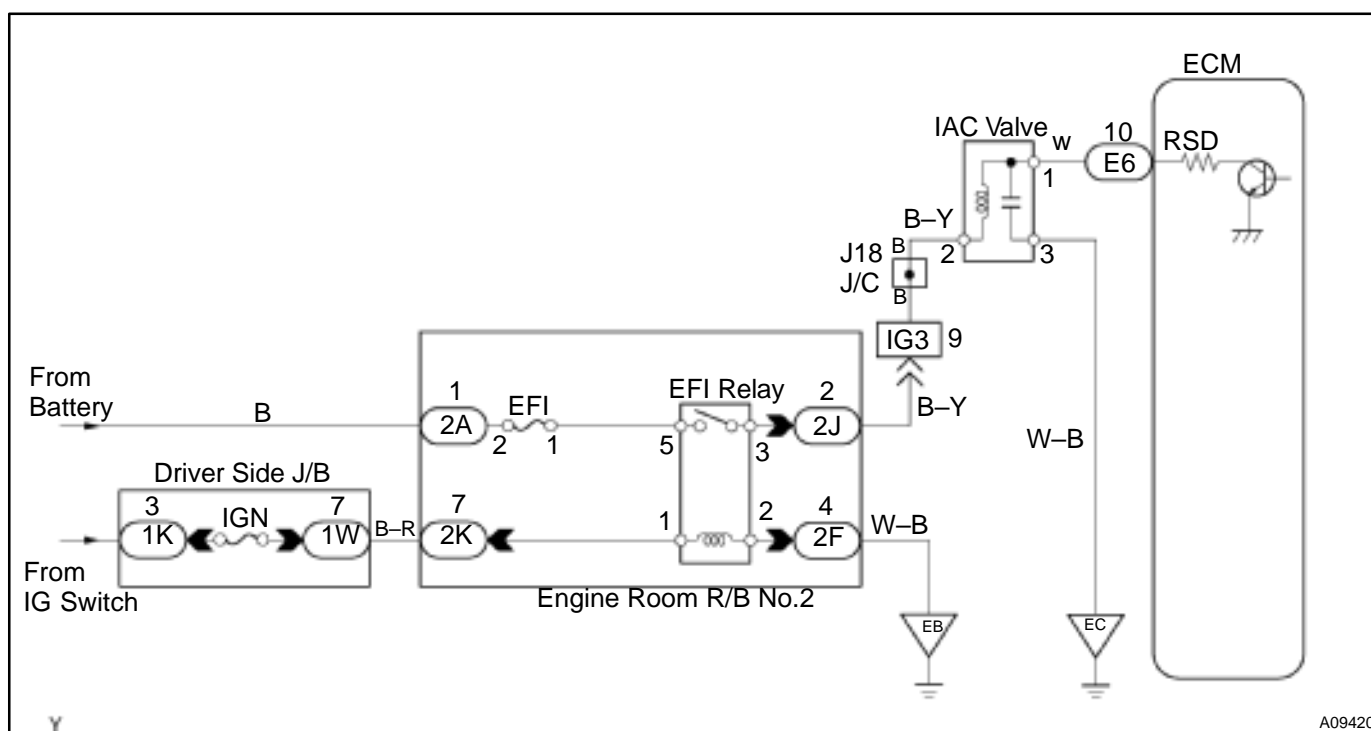 ECM
IAC Valve
w
10
E6
RSD
1
B–Y
2
3
J18
J/C
B
B
IG3
9
B–Y
W–B
From
Battery
B
1
2A
EFI
2
1
EFI Relay
5
3
2
2J
Driver Side J/B
3
1K
IGN
7
1W
B–R
7
2K
1
2
4
2F
W–B
From
IG Switch
Engine Room R/B No.2
EB
EC
Y
A09420